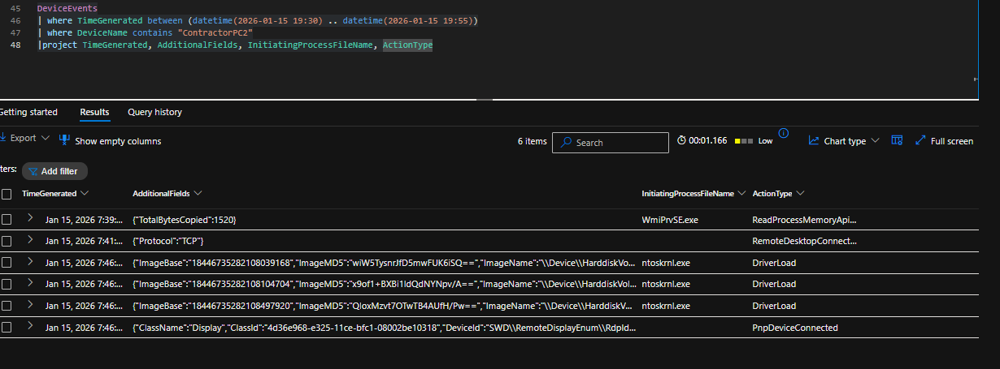 45 DeviceEvents
46 | where TimeGenerated between (datetime(2026-01-15 19:30) .. datetime(2026-01-15 19:55))
47 | where DeviceName contains "ContractorPC2"
48 |project TimeGenerated, AdditionalFields, InitiatingProcessFileName, ActionType
Getting started Results Query history
Export Show empty columns 6 items Search 00:01.166 Low Chart type Full screen
ters: Add filter
TimeGenerated AdditionalFields InitiatingProcessFileName ActionType
Jan 15, 2026 7:39:... {"TotalBytesCopied":1520} WmiPrvSE.exe ReadProcessMemoryApi...
Jan 15, 2026 7:41:... {"Protocol":"TCP"} RemoteDesktopConnect...
Jan 15, 2026 7:46:... {"ImageBase":"18446735282108039168","ImageMD5":"wiW5TysnrJfD5mwFUK6iSQ==","ImageName":"\\Device\\HarddiskVo... ntoskrnl.exe DriverLoad
Jan 15, 2026 7:46:... {"ImageBase":"18446735282108104704","ImageMD5":"x9of1+BXBi1ldQdNYNpv/A==","ImageName":"\\Device\\HarddiskVol... ntoskrnl.exe DriverLoad
Jan 15, 2026 7:46:... {"ImageBase":"18446735282108497920","ImageMD5":"QloxMzvt7OTwTB4AUfH/Pw==","ImageName":"\\Device\\HarddiskV... ntoskrnl.exe DriverLoad
Jan 15, 2026 7:46:... {"ClassName":"Display","ClassId":"4d36e968-e325-11ce-bfc1-08002be10318","DeviceId":"SWD\\RemoteDisplayEnum\\RdpId... PnpDeviceConnected